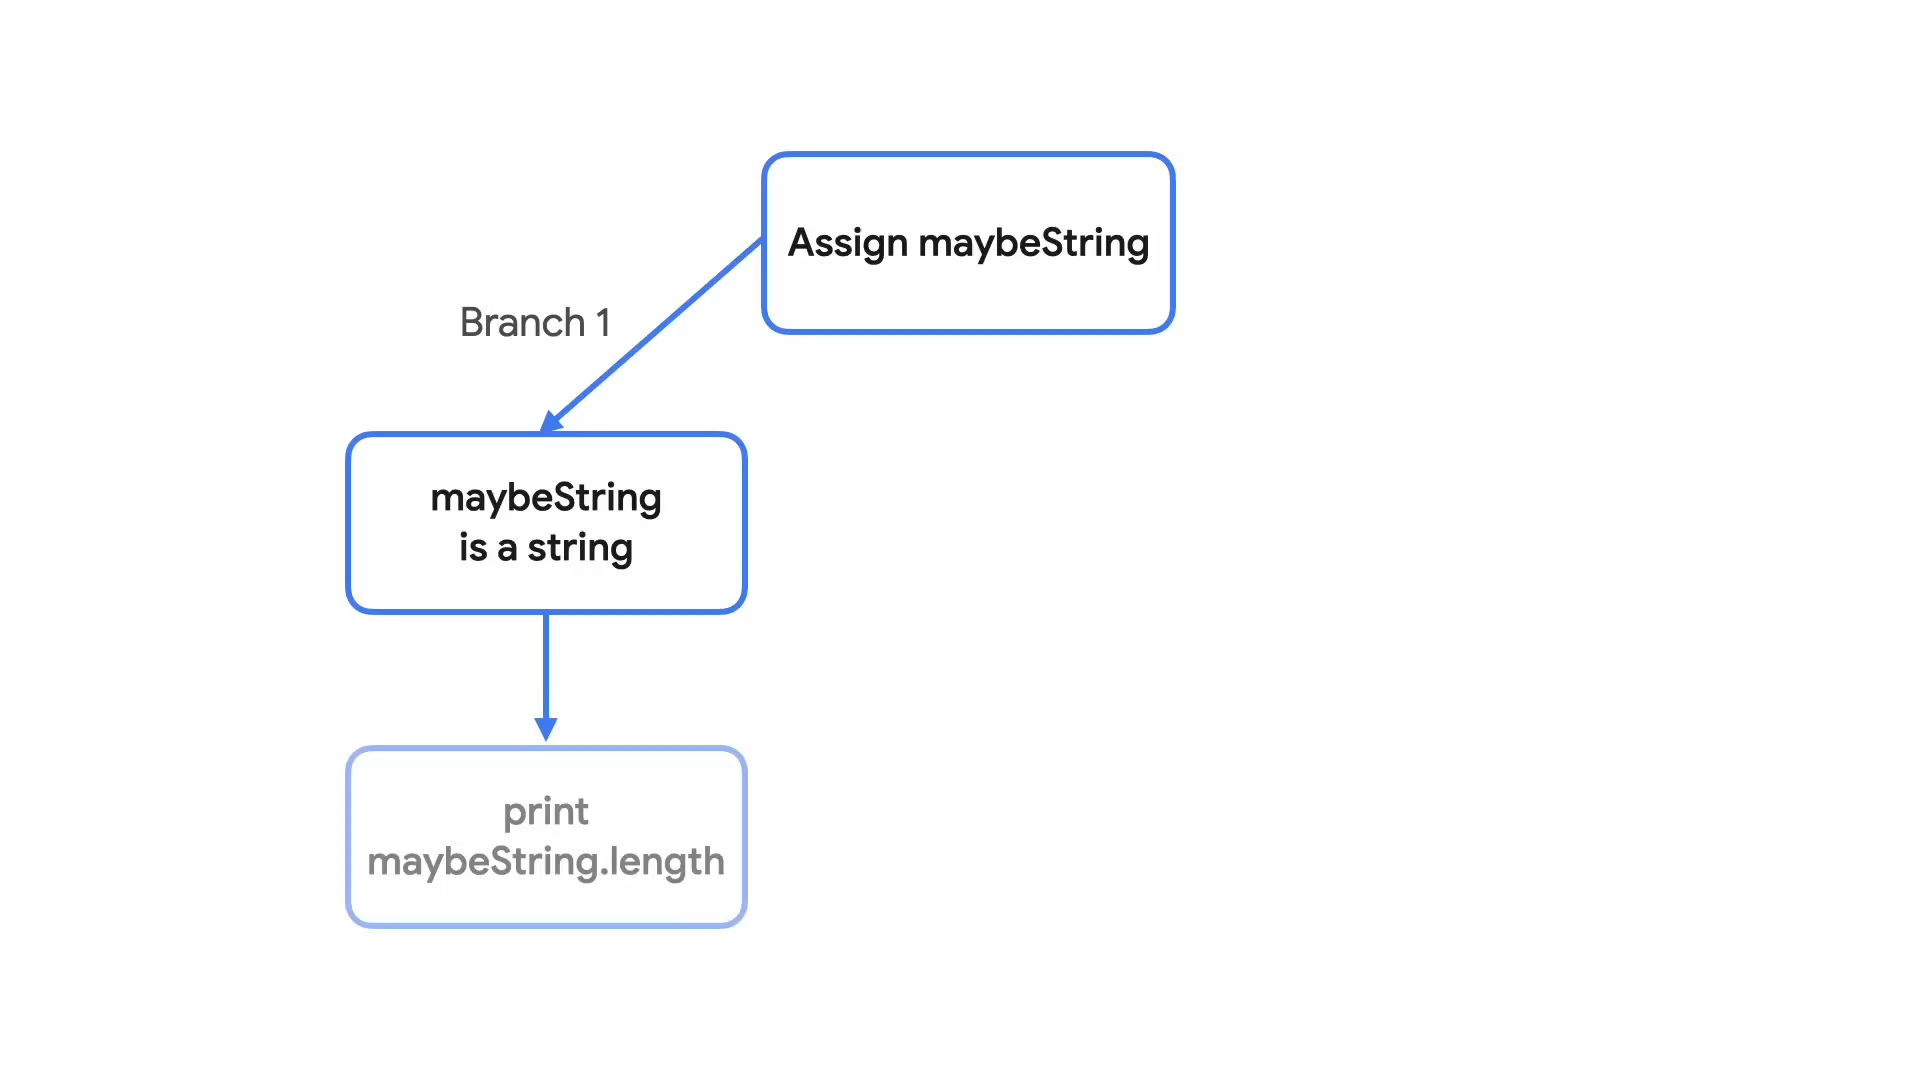 Assign maybeString
Branch 1
maybeString
is a string
print
maybeString.length